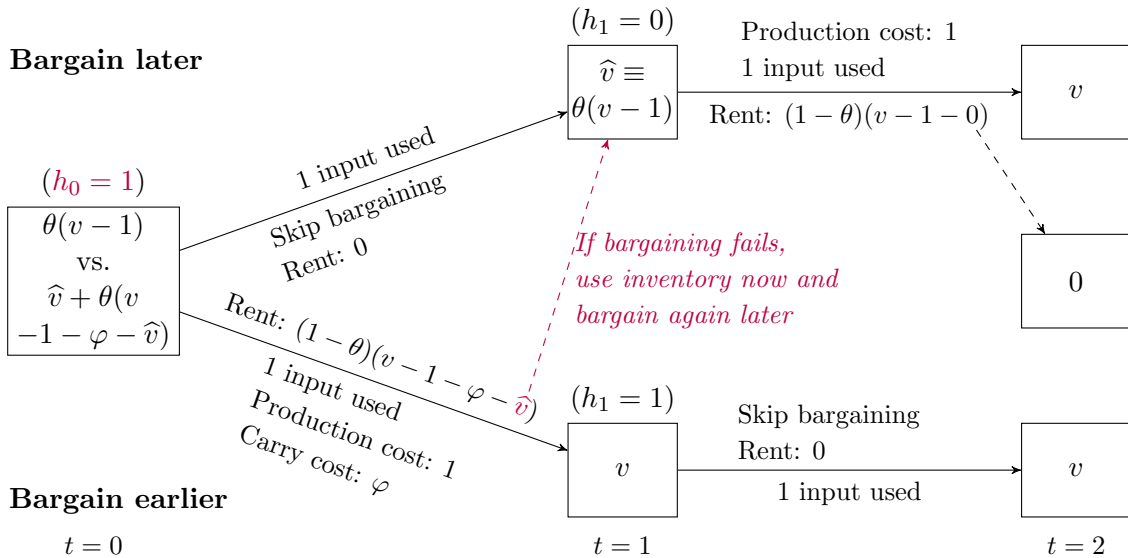 Bargain later
(h₁ = 0)
v̂ ≡
θ(v − 1)
Production cost: 1
1 input used
Rent: (1 − θ)(v − 1 − 0)
v
1 input used
Skip bargaining
Rent: 0
(h₀ = 1)
θ(v − 1)
vs.
v̂ + θ(v
−1 − φ − v̂)
If bargaining fails,
use inventory now and
bargain again later
0
Rent: (1 − θ)(v − 1 − φ − v̂)
1 input used
Production cost: 1
Carry cost: φ
(h₁ = 1)
v
Skip bargaining
Rent: 0
1 input used
v
Bargain earlier
t = 0
t = 1
t = 2